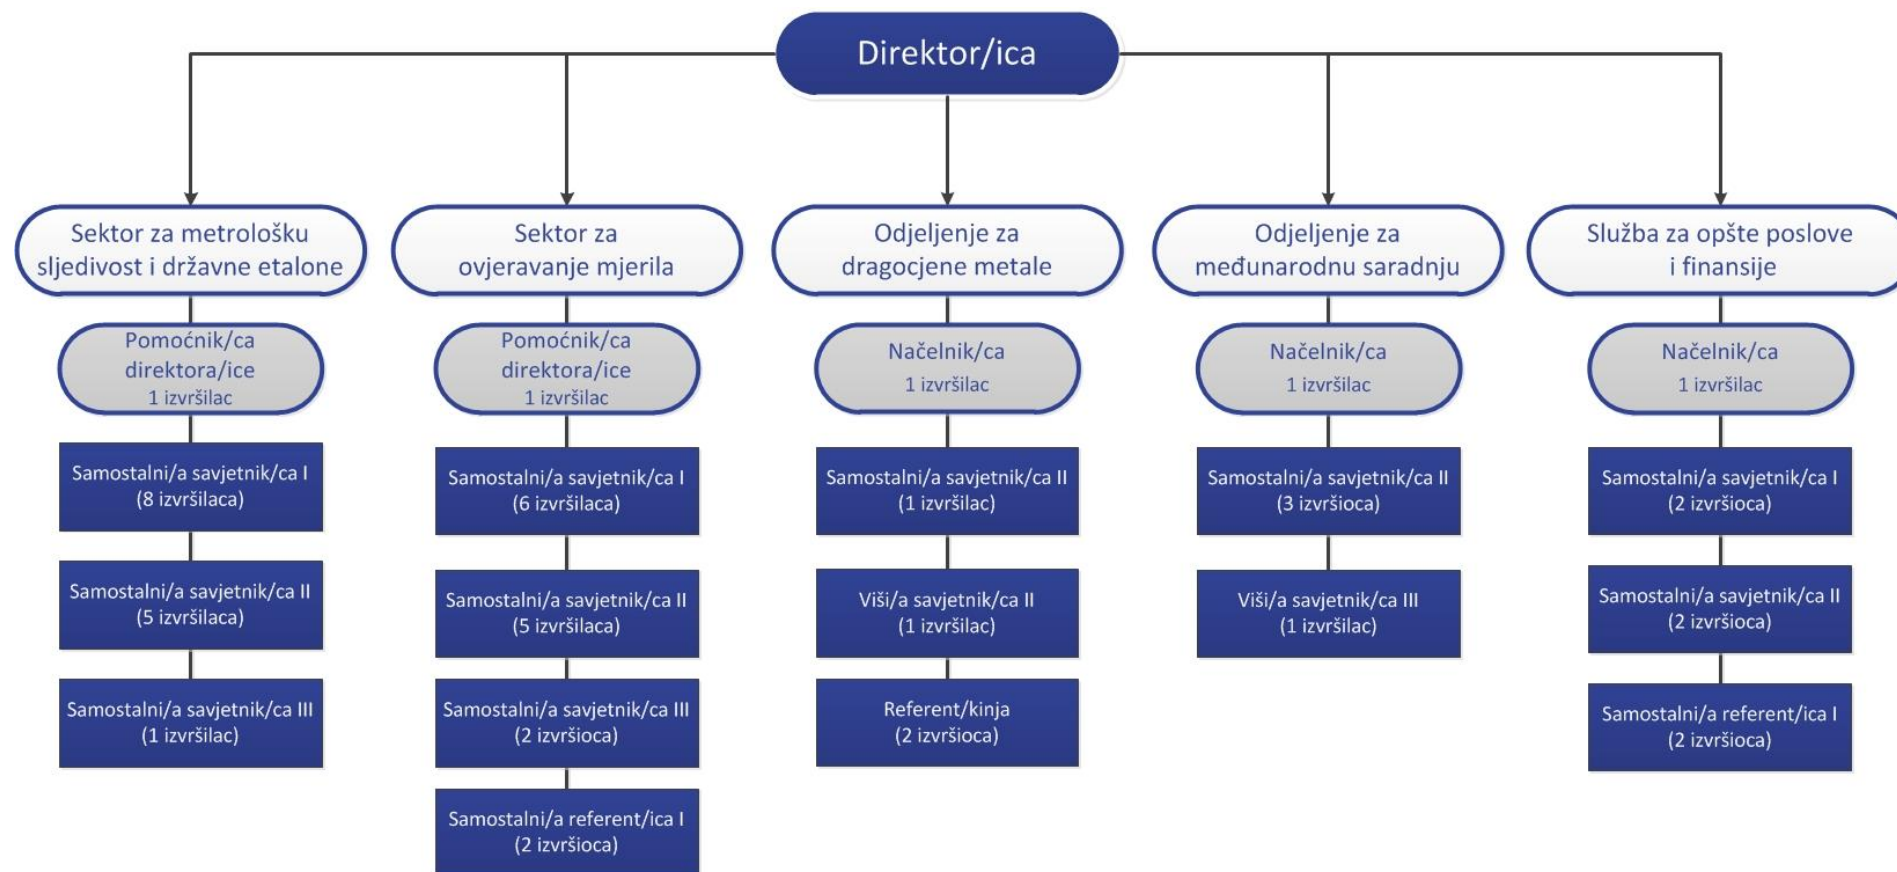 Direktor/ica
Sektor za metrološku
sljedivost i državne etalone
Pomoćnik/ca
direktora/ice
1 izvršilac
Samostalni/a savjetnik/ca I
(8 izvršilaca)
Samostalni/a savjetnik/ca II
(5 izvršilaca)
Samostalni/a savjetnik/ca III
(1 izvršilac)
Sektor za
ovjeravanje mjerila
Pomoćnik/ca
direktora/ice
1 izvršilac
Samostalni/a savjetnik/ca I
(6 izvršilaca)
Samostalni/a savjetnik/ca II
(5 izvršilaca)
Samostalni/a savjetnik/ca III
(2 izvršioca)
Samostalni/a referent/ica I
(2 izvršioca)
Odjeljenje za
dragocjene metale
Načelnik/ca
1 izvršilac
Samostalni/a savjetnik/ca II
(1 izvršilac)
Viši/a savjetnik/ca II
(1 izvršilac)
Referent/kinja
(2 izvršioca)
Odjeljenje za
međunarodnu saradnju
Načelnik/ca
1 izvršilac
Samostalni/a savjetnik/ca II
(3 izvršioca)
Viši/a savjetnik/ca III
(1 izvršilac)
Služba za opšte poslove
i finansije
Načelnik/ca
1 izvršilac
Samostalni/a savjetnik/ca I
(2 izvršioca)
Samostalni/a savjetnik/ca II
(2 izvršioca)
Samostalni/a referent/ica I
(2 izvršioca)